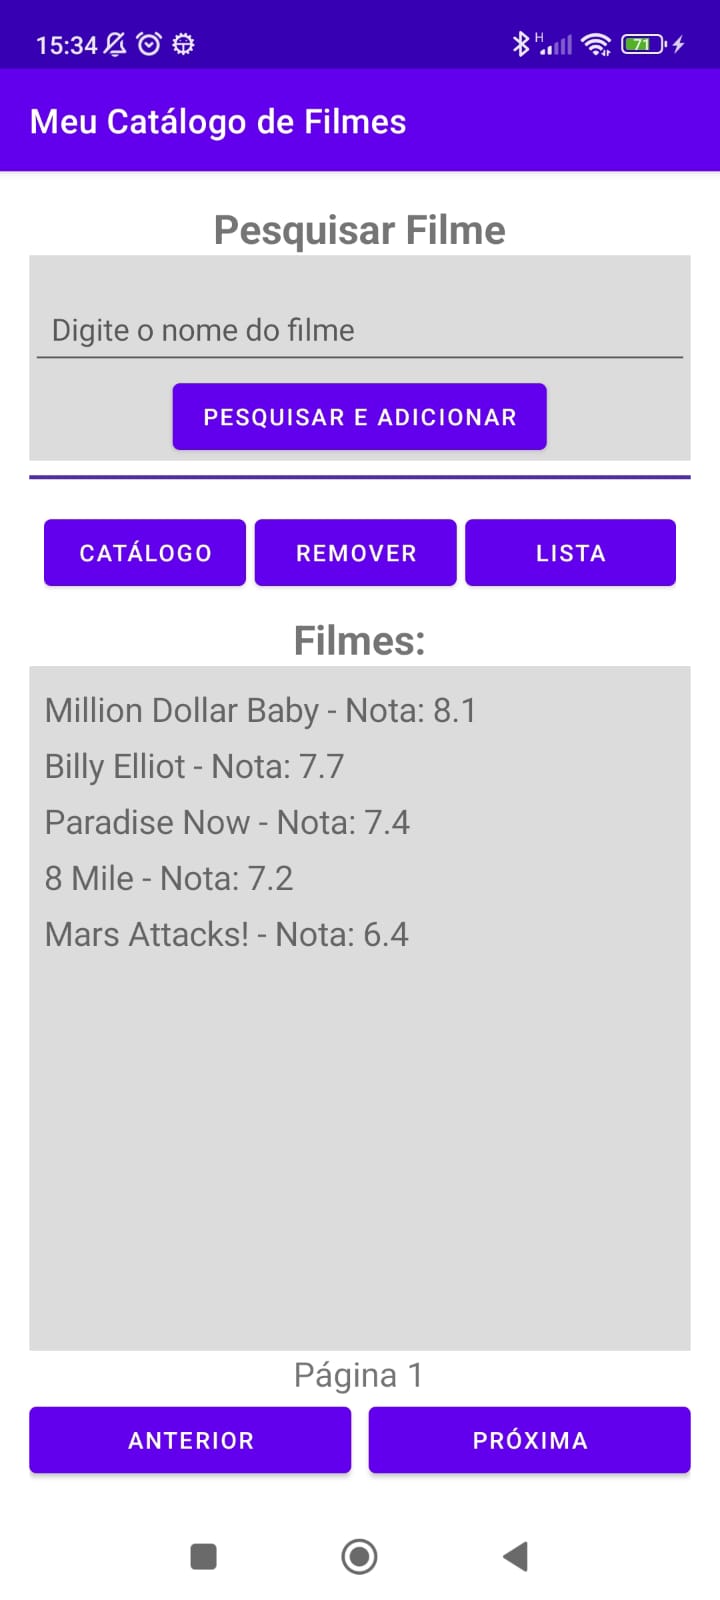 15:34 H 71
Meu Catálogo de Filmes
Pesquisar Filme
Digite o nome do filme
PESQUISAR E ADICIONAR
CATÁLOGO REMOVER LISTA
Filmes:
Million Dollar Baby - Nota: 8.1
Billy Elliot - Nota: 7.7
Paradise Now - Nota: 7.4
8 Mile - Nota: 7.2
Mars Attacks! - Nota: 6.4
Página 1
ANTERIOR PRÓXIMA